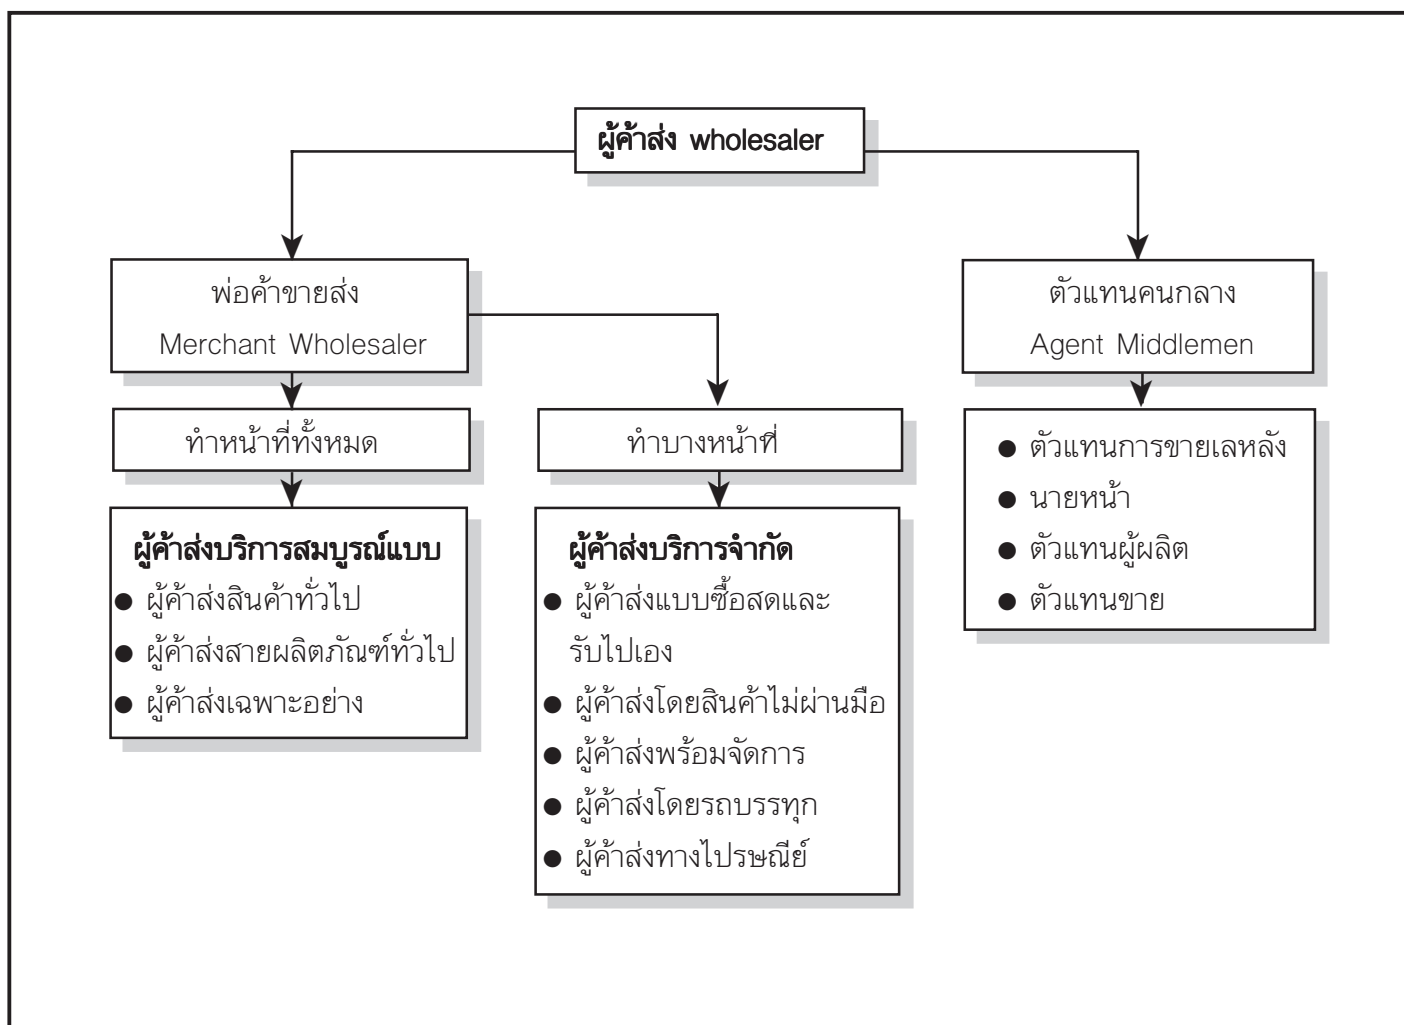 ผู้ค้าส่ง wholesaler
พ่อค้าขายส่ง
Merchant Wholesaler
ตัวแทนคนกลาง
Agent Middlemen
ทำหน้าที่ทั้งหมด
ทำบางหน้าที่
ผู้ค้าส่งบริการสมบูรณ์แบบ
● ผู้ค้าส่งสินค้าทั่วไป
● ผู้ค้าส่งสายผลิตภัณฑ์ทั่วไป
● ผู้ค้าส่งเฉพาะอย่าง
ผู้ค้าส่งบริการจำกัด
● ผู้ค้าส่งแบบซื้อสดและ
รับไปเอง
● ผู้ค้าส่งโดยสินค้าไม่ผ่านมือ
● ผู้ค้าส่งพร้อมจัดการ
● ผู้ค้าส่งโดยรถบรรทุก
● ผู้ค้าส่งทางไปรษณีย์
● ตัวแทนการขายเลหลัง
● นายหน้า
● ตัวแทนผู้ผลิต
● ตัวแทนขาย